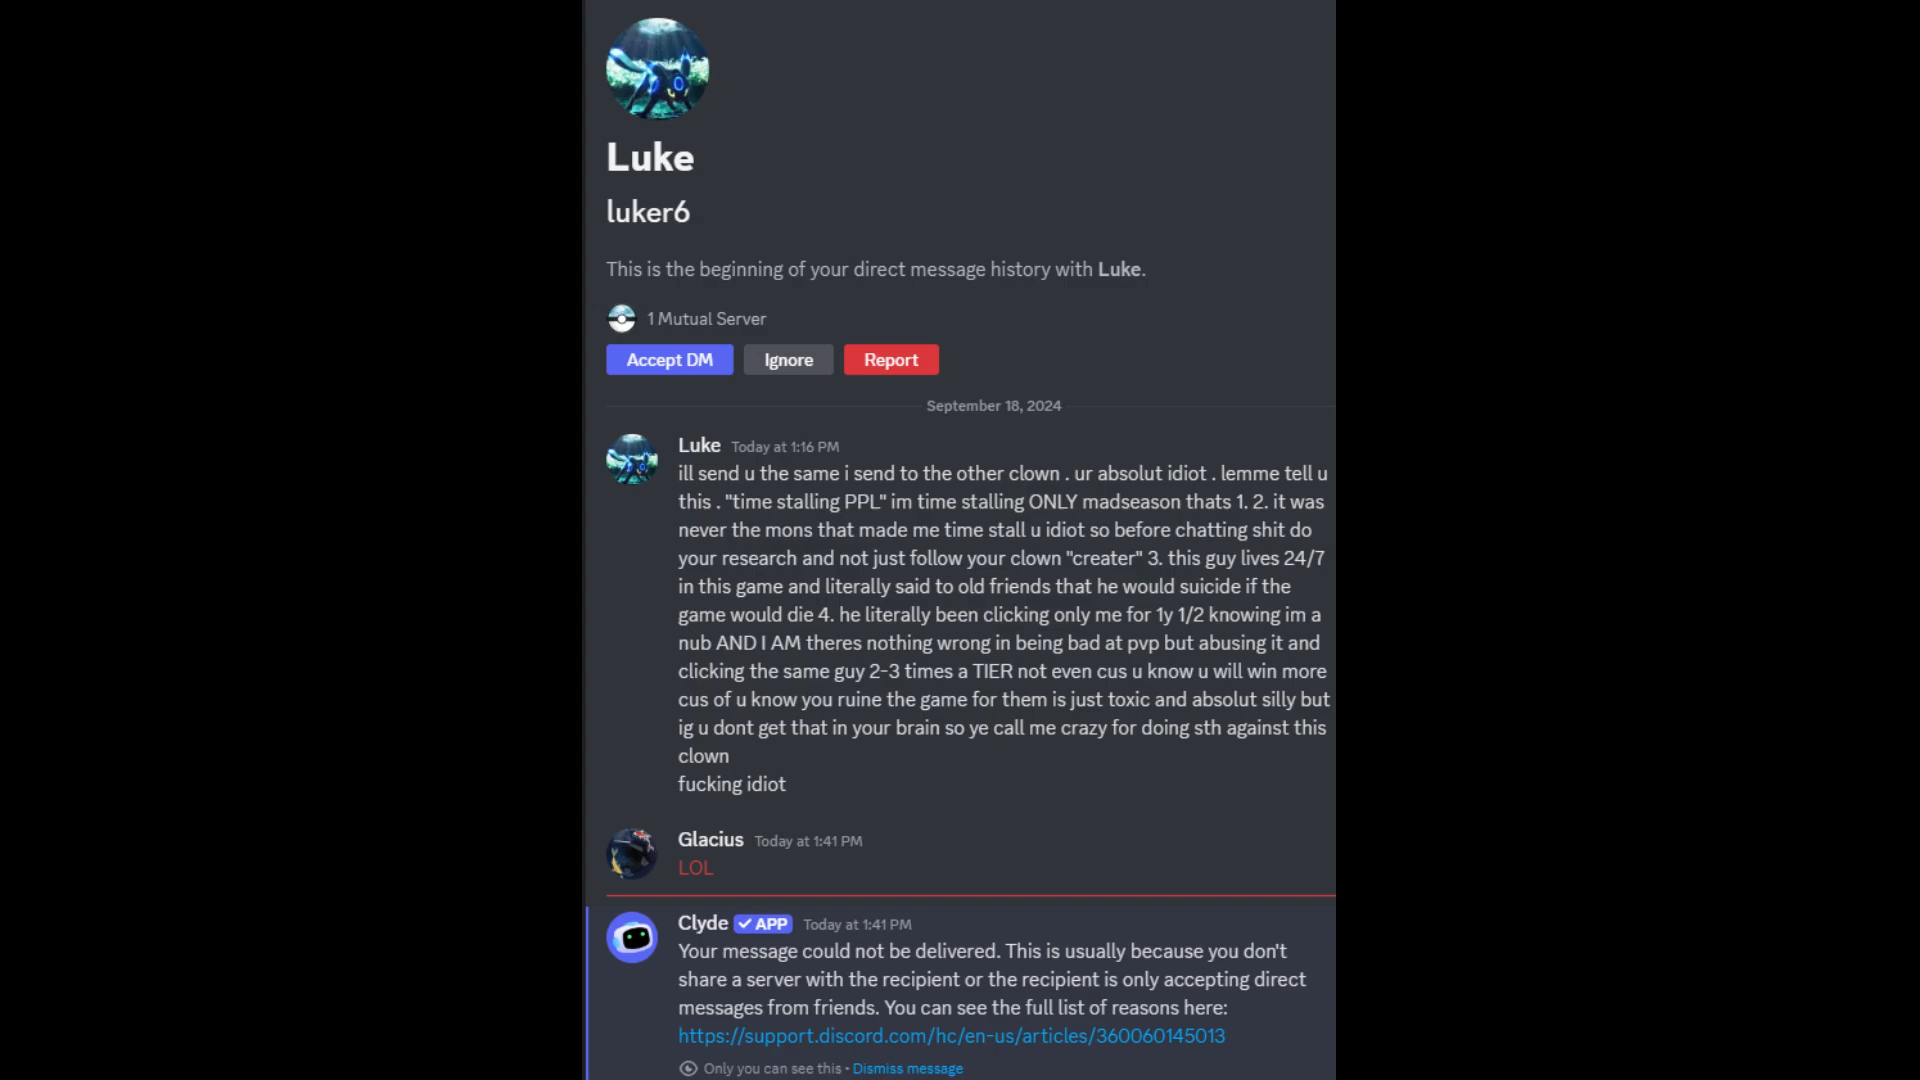 Luke
luker6
This is the beginning of your direct message history with Luke.
1 Mutual Server
Accept DM Ignore Report
September 18, 2024
Luke Today at 1:16 PM
ill send u the same i send to the other clown . ur absolut idiot . lemme tell u
this . "time stalling PPL" im time stalling ONLY madseason thats 1. 2. it was
never the mons that made me time stall u idiot so before chatting shit do
your research and not just follow your clown "creater" 3. this guy lives 24/7
in this game and literally said to old friends that he would suicide if the
game would die 4. he literally been clicking only me for 1y 1/2 knowing im a
nub AND I AM theres nothing wrong in being bad at pvp but abusing it and
clicking the same guy 2-3 times a TIER not even cus u know u will win more
cus of u know you ruine the game for them is just toxic and absolut silly but
ig u dont get that in your brain so ye call me crazy for doing sth against this
clown
fucking idiot
Glacius Today at 1:41 PM
LOL
Clyde APP Today at 1:41 PM
Your message could not be delivered. This is usually because you don't
share a server with the recipient or the recipient is only accepting direct
messages from friends. You can see the full list of reasons here:
https://support.discord.com/hc/en-us/articles/360060145013
Only you can see this • Dismiss message